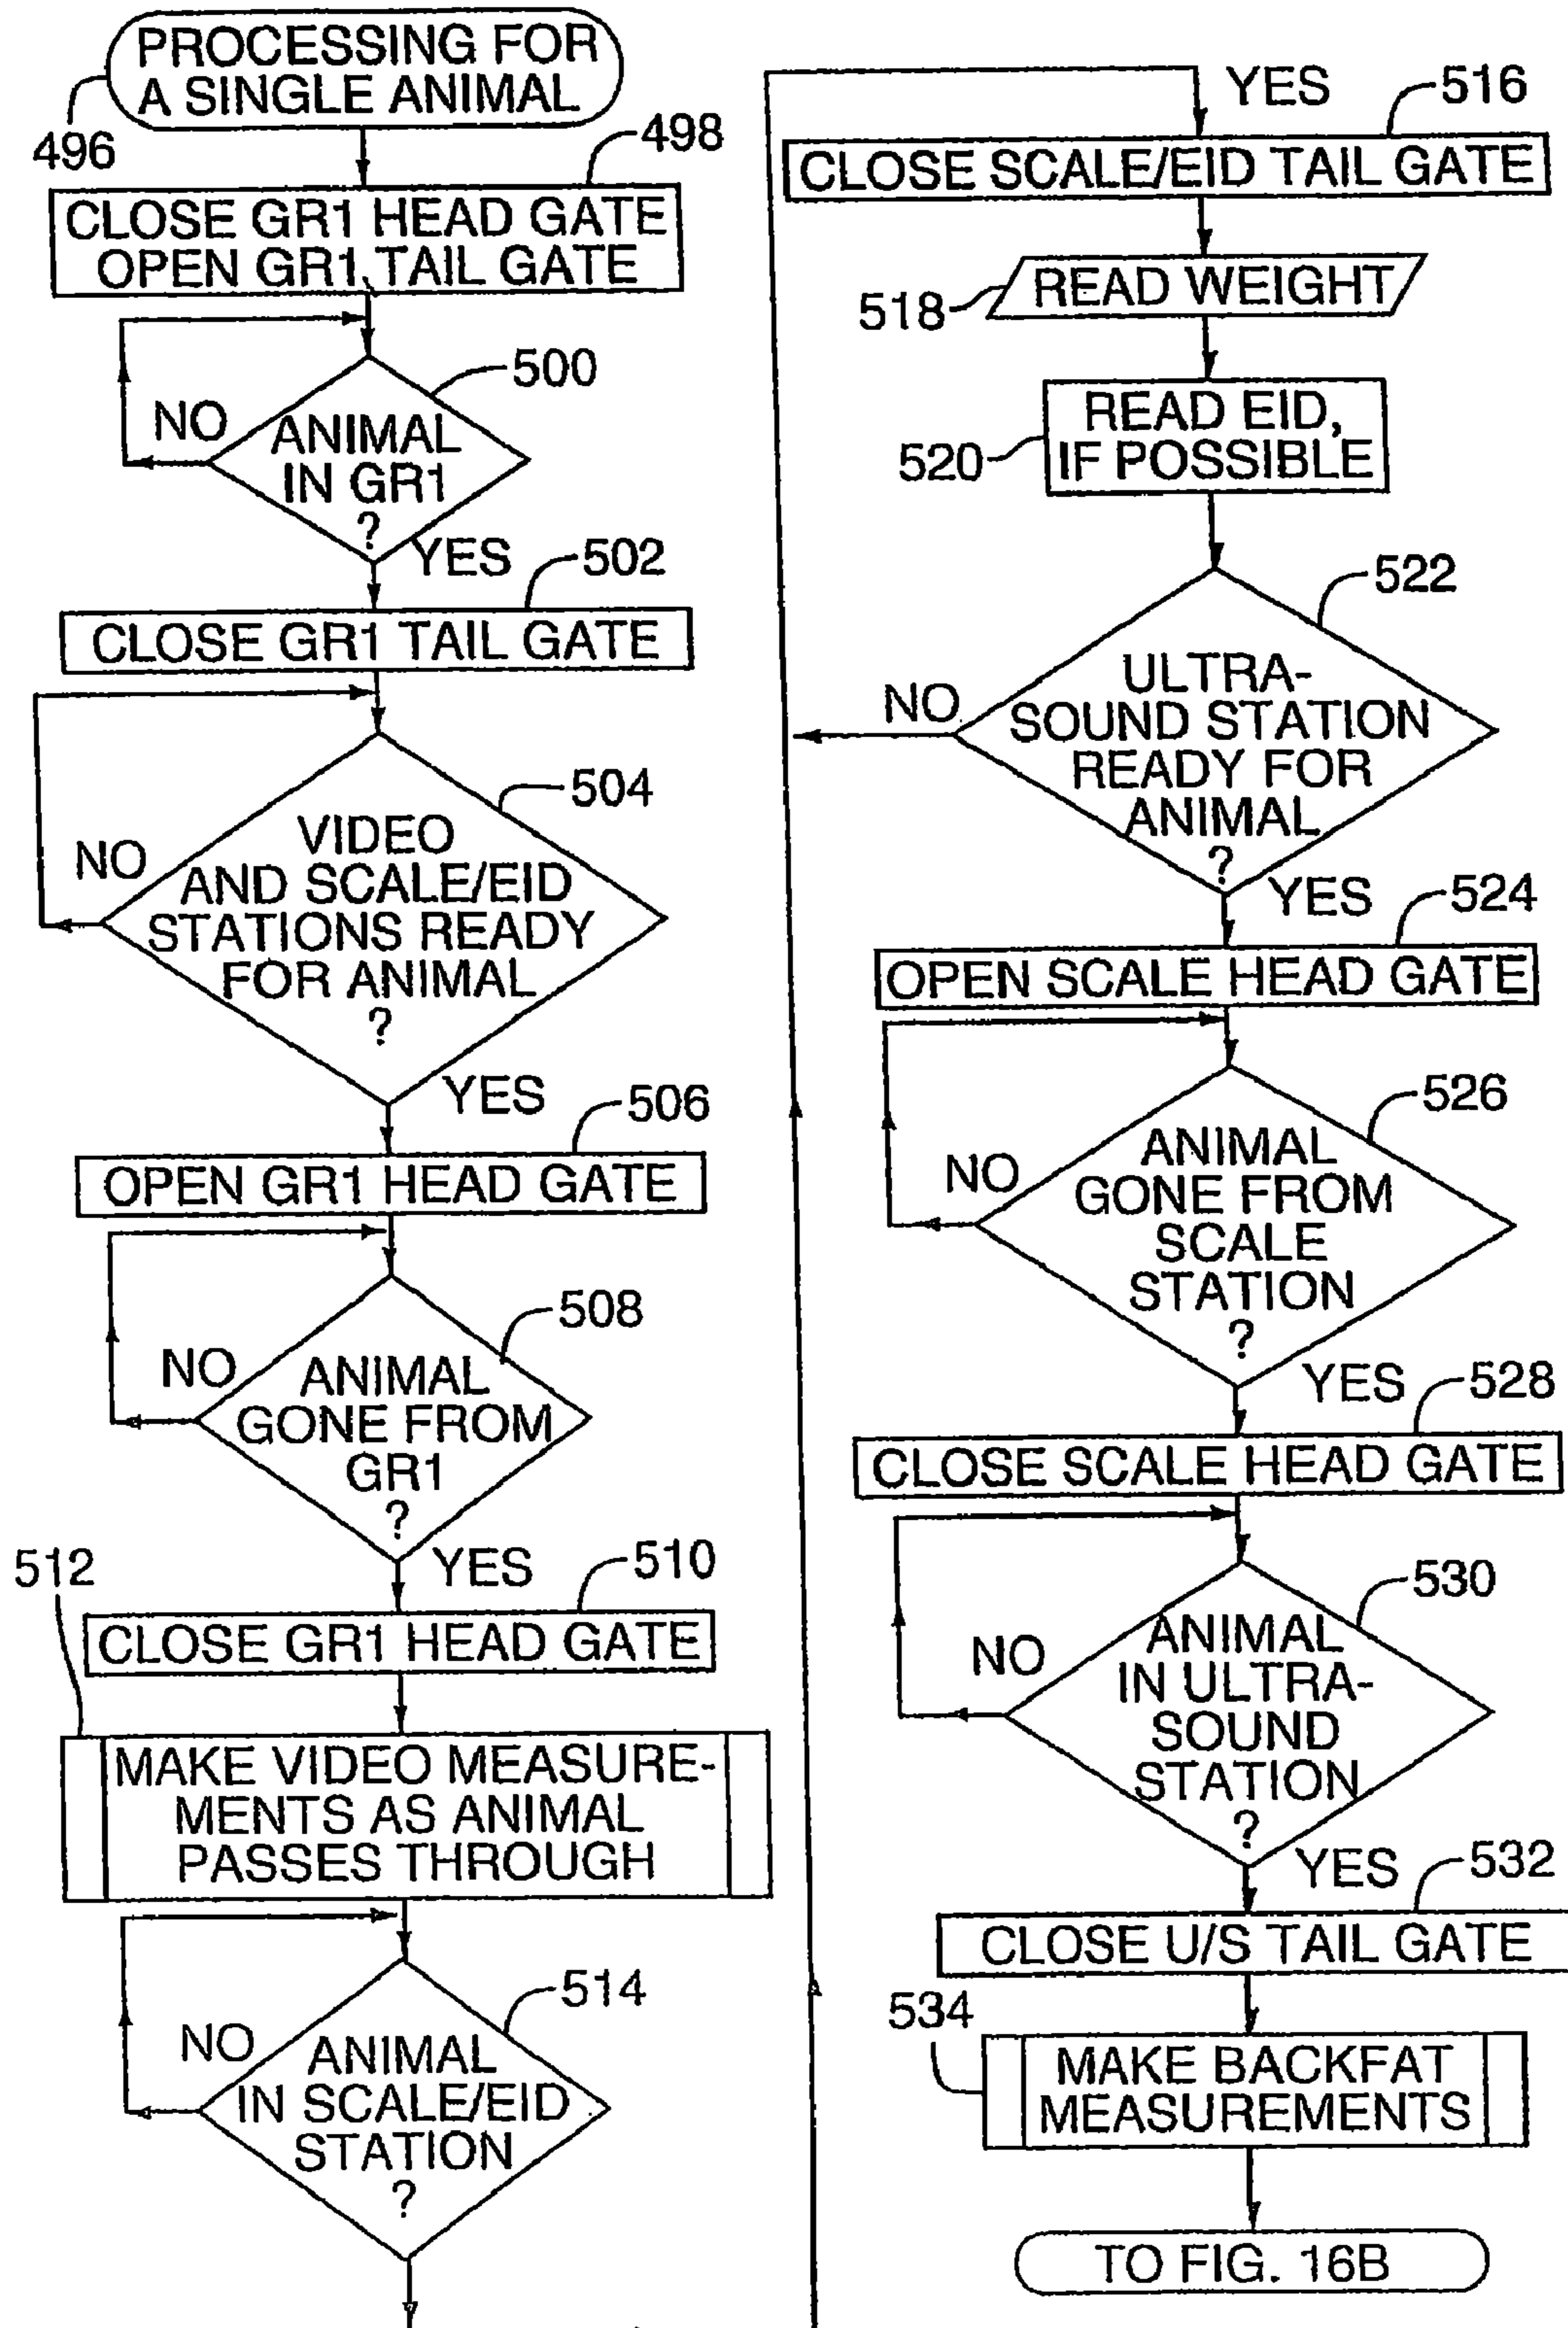 PROCESSING FOR
A SINGLE ANIMAL
496
498
CLOSE GR1 HEAD GATE
OPEN GR1 TAIL GATE
500
NO
ANIMAL
IN GR1
?
YES
502
CLOSE GR1 TAIL GATE
504
NO
VIDEO
AND SCALE/EID
STATIONS READY
FOR ANIMAL
?
YES
506
OPEN GR1 HEAD GATE
508
NO
ANIMAL
GONE FROM
GR1
?
YES
510
512
CLOSE GR1 HEAD GATE
MAKE VIDEO MEASURE-
MENTS AS ANIMAL
PASSES THROUGH
514
NO
ANIMAL
IN SCALE/EID
STATION
?
YES
516
CLOSE SCALE/EID TAIL GATE
518
READ WEIGHT
520
READ EID,
IF POSSIBLE
522
NO
ULTRA-
SOUND STATION
READY FOR
ANIMAL
?
YES
524
OPEN SCALE HEAD GATE
526
NO
ANIMAL
GONE FROM
SCALE
STATION
?
YES
528
CLOSE SCALE HEAD GATE
530
NO
ANIMAL
IN ULTRA-
SOUND
STATION
?
YES
532
CLOSE U/S TAIL GATE
534
MAKE BACKFAT
MEASUREMENTS
TO FIG. 16B